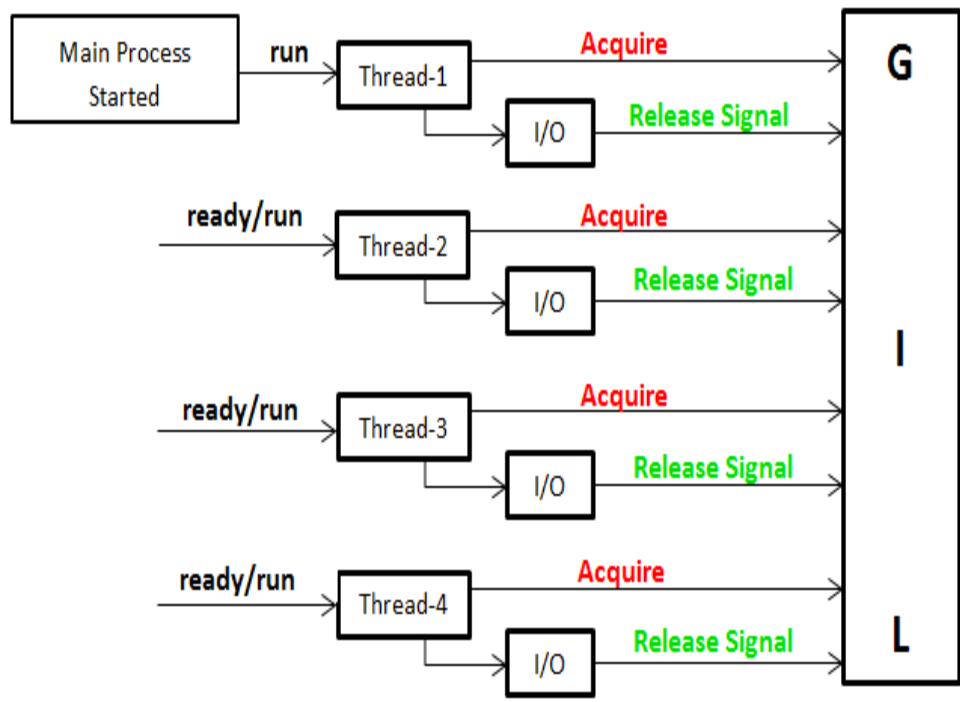 Main Process
Started
run
Thread-1
Acquire
I/O
Release Signal
ready/run
Thread-2
Acquire
I/O
Release Signal
ready/run
Thread-3
Acquire
I/O
Release Signal
ready/run
Thread-4
Acquire
I/O
Release Signal
G
I
L